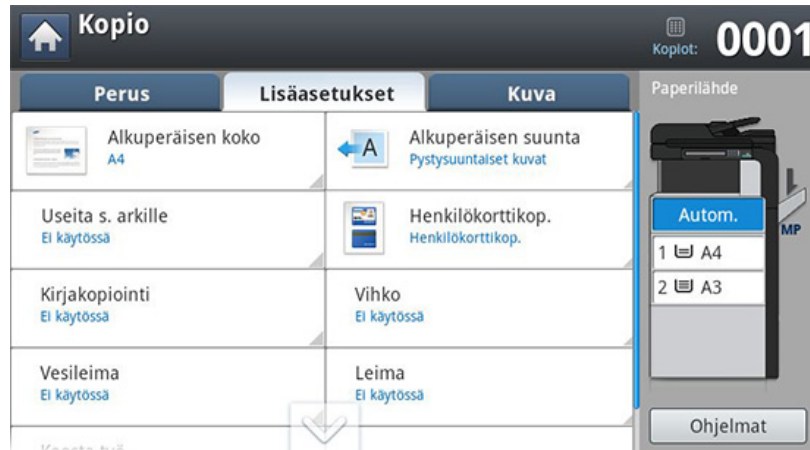 Kopio
Kopiot: 0001
Perus
Lisäasetukset
Kuva
Paperilähde
Alkuperäisen koko
A4
A
Alkuperäisen suunta
Pystysuuntaiset kuvat
Useita s. arkille
Ei käytössä
Henkilökorttikop.
Henkilökorttikop.
Kirjakopiointi
Ei käytössä
Vihko
Ei käytössä
Vesileima
Ei käytössä
Leima
Ei käytössä
Autom.
MP
1 A4
2 A3
Ohjelmat